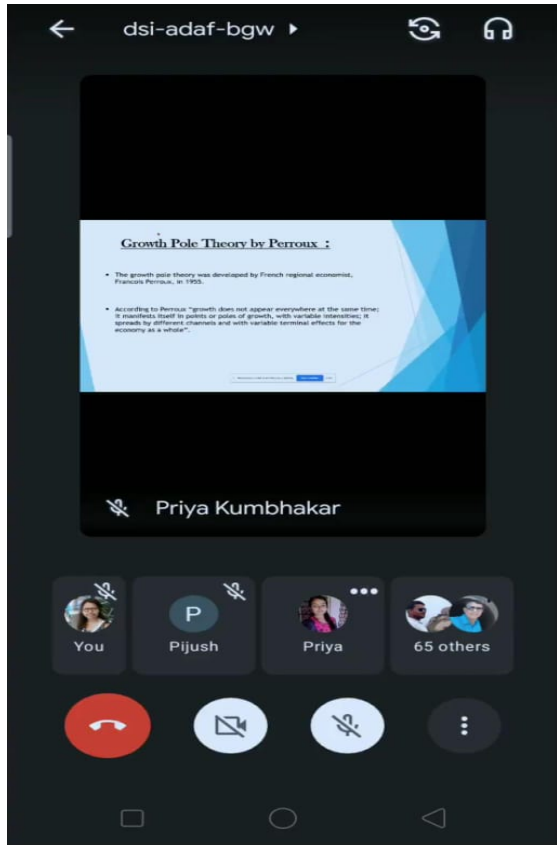 dsi-adaf-bgw
Growth Pole Theory by Perroux :
• The growth pole theory was developed by French regional economist,
Francois Perroux, in 1955.
• According to Perroux “growth does not appear everywhere at the same time;
it manifests itself in points or poles of growth, with variable intensities; it
spreads by different channels and with variable terminal effects for the
economy as a whole”.
Priya Kumbhakar
P
You
Pijush
Priya
65 others